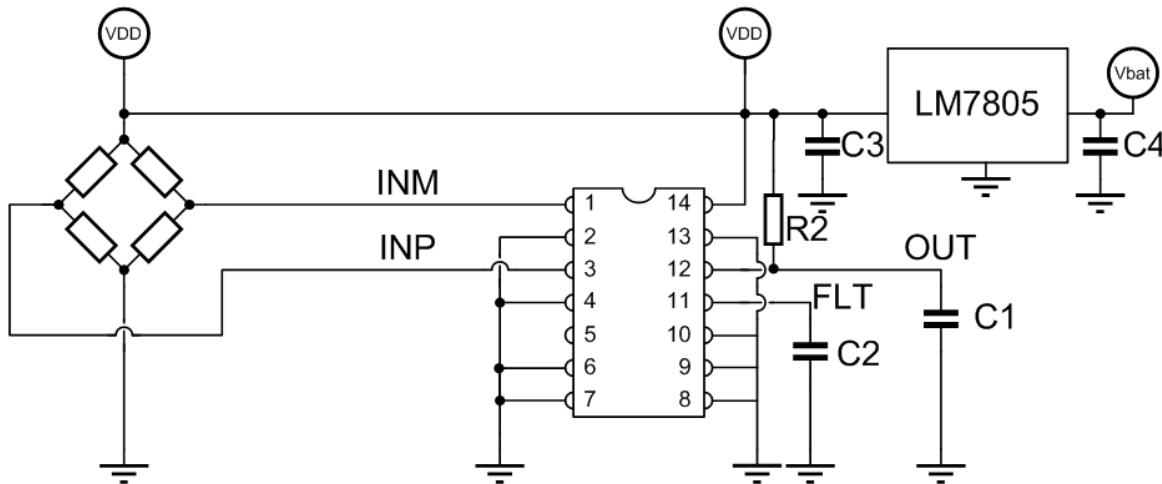 VDD
VDD
Vbat
LM7805
C3
C4
INM
1
14
R2
2
13
INP
OUT
3
12
FLT
4
11
C1
5
10
C2
6
9
7
8